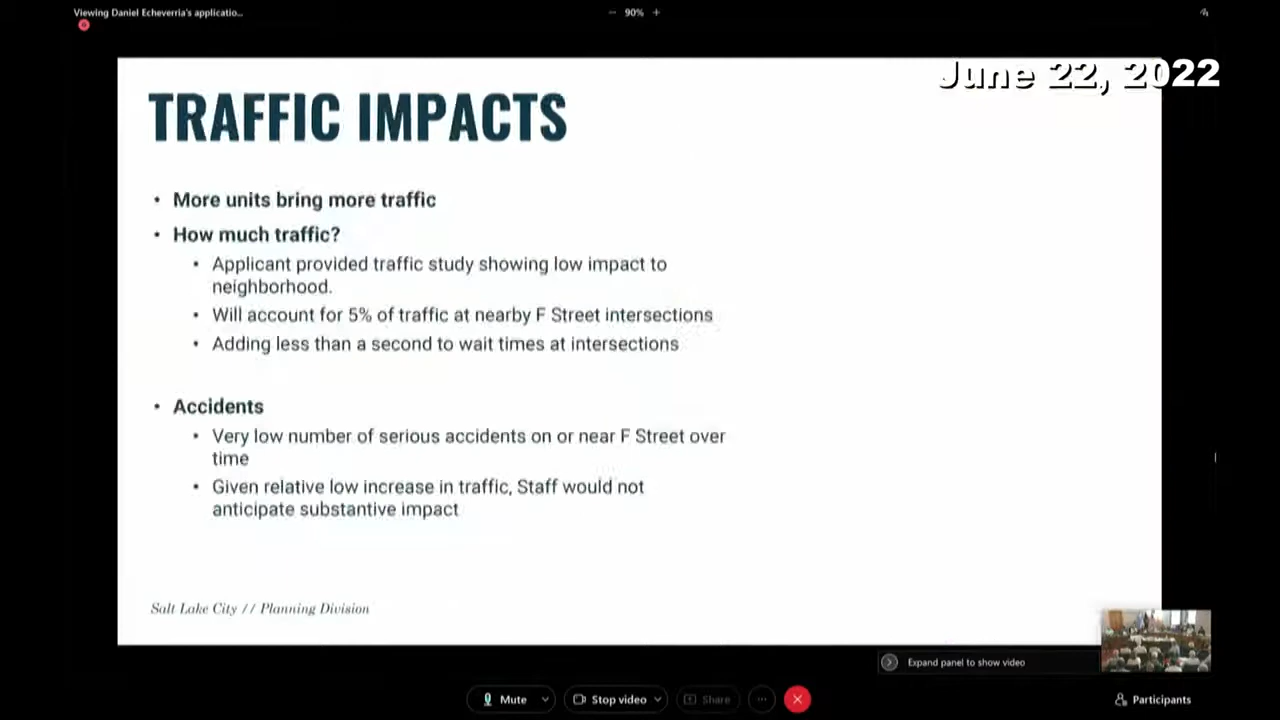 Viewing Daniel Echeverria's applicatio...
90%
June 22, 2022
TRAFFIC IMPACTS
• More units bring more traffic
• How much traffic?
• Applicant provided traffic study showing low impact to
neighborhood.
• Will account for 5% of traffic at nearby F Street intersections
• Adding less than a second to wait times at intersections
• Accidents
• Very low number of serious accidents on or near F Street over
time
• Given relative low increase in traffic, Staff would not
anticipate substantive impact
Salt Lake City // Planning Division
Expand panel to show video
Mute
Stop video
Share
Participants